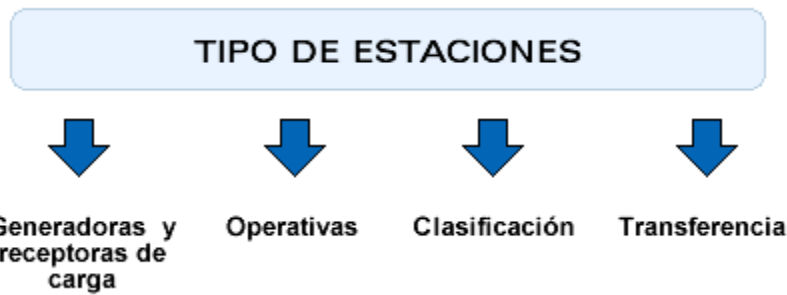 TIPO DE ESTACIONES
Generadoras y
receptoras de
carga
Operativas
Clasificación
Transferencia